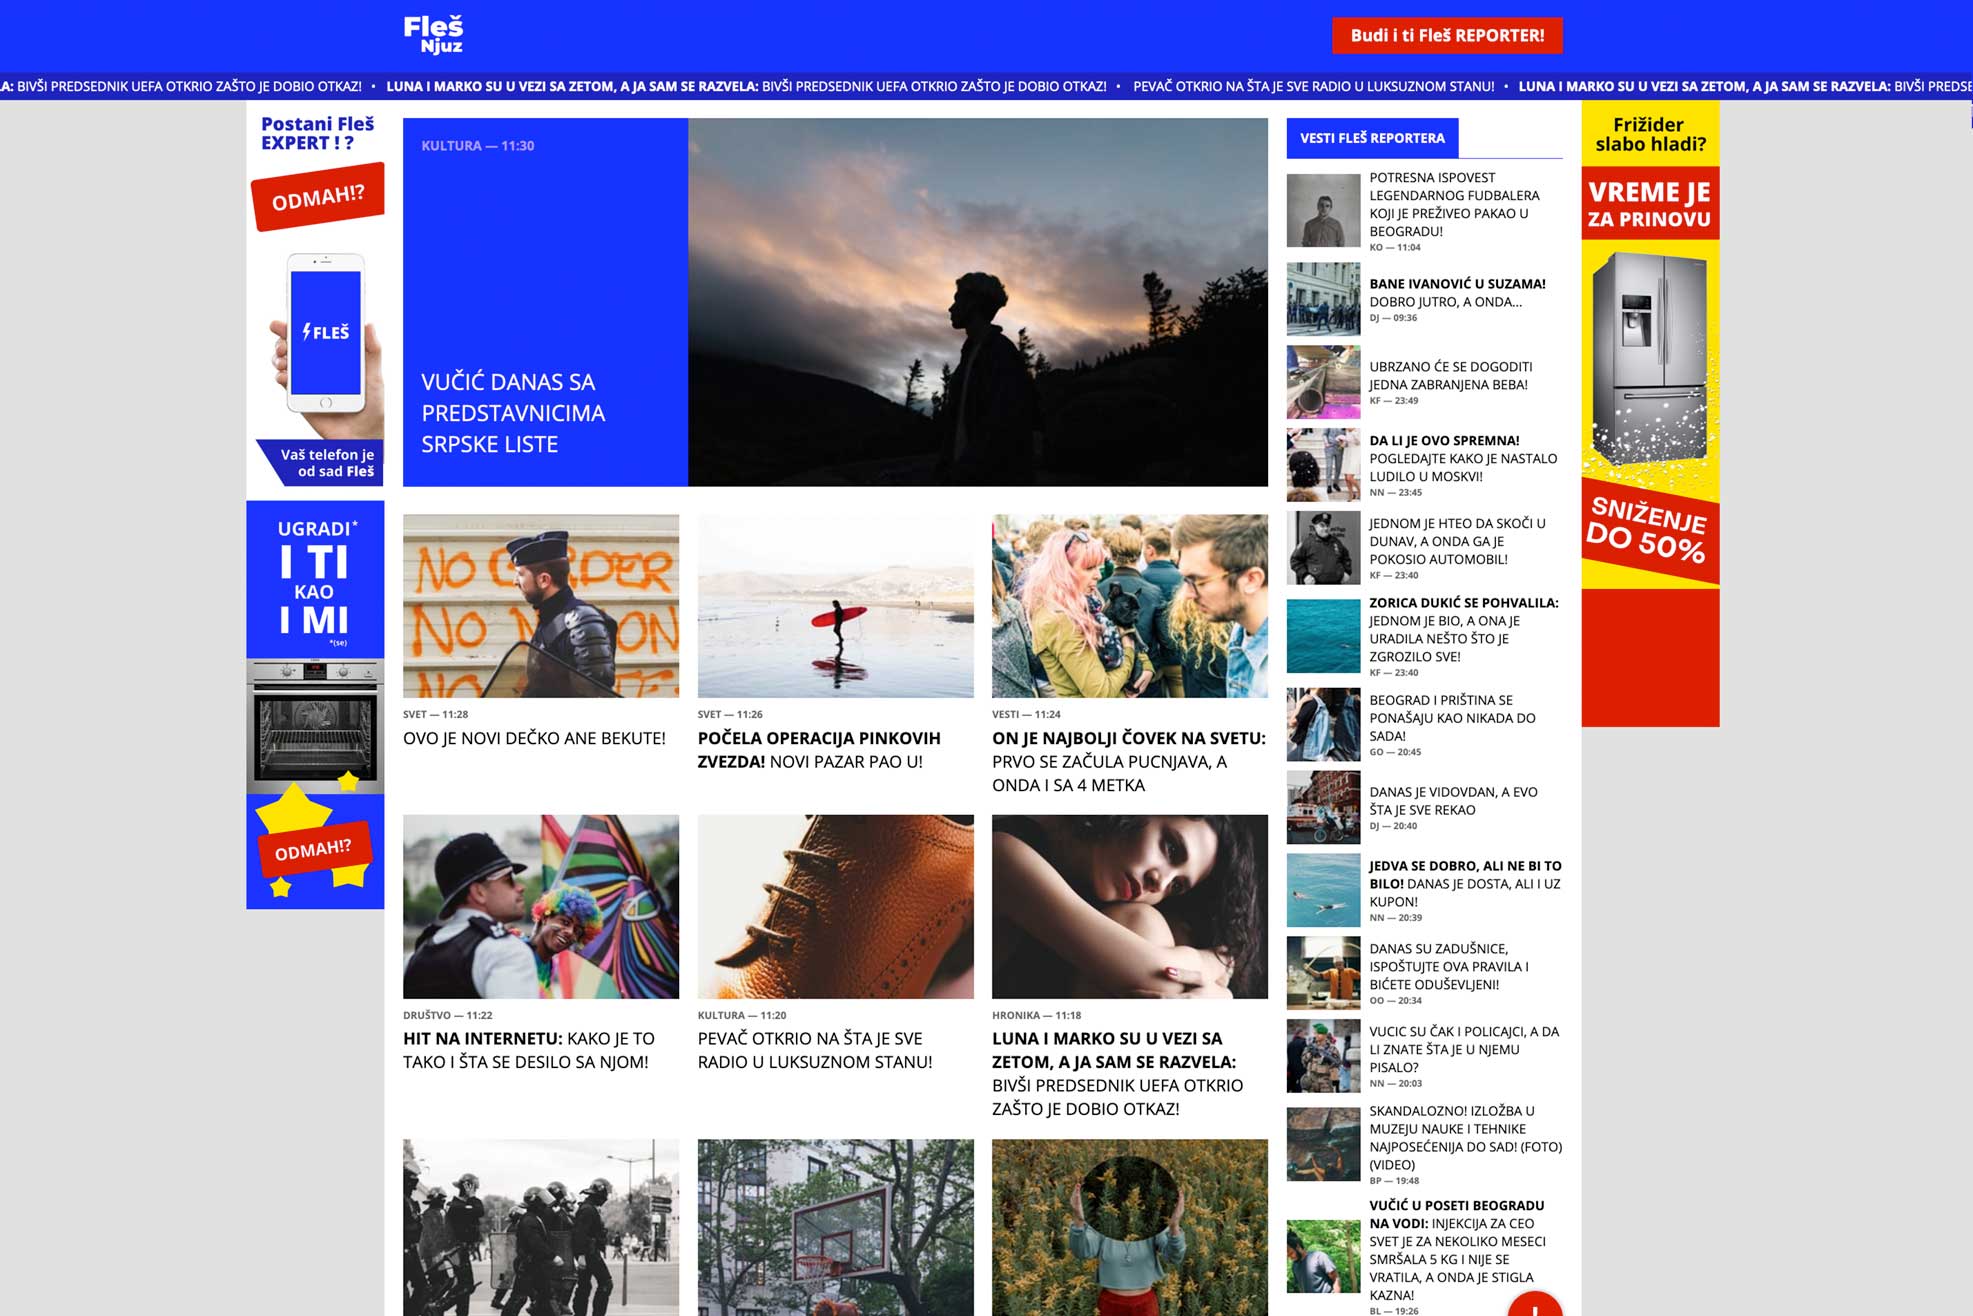 Fleš
Njuz
Budi i ti Fleš REPORTER!
LA: BIVŠI PREDSEDNIK UEFA OTKRIO ZAŠTO JE DOBIO OTKAZ! • LUNA I MARKO SU U VEZI SA ZETOM, A JA SAM SE RAZVELA: BIVŠI PREDSEDNIK UEFA OTKRIO ZAŠTO JE DOBIO OTKAZ! • PEVAČ OTKRIO NA ŠTA JE SVE RADIO U LUKSUZNOM STANU! • LUNA I MARKO SU U VEZI SA ZETOM, A JA SAM SE RAZVELA: BIVŠI PREDSE
Postani Fleš
EXPERT ! ?
ODMAH!?
FLEŠ
Vaš telefon je
od sad Fleš
UGRADI*
I TI
KAO
I MI
*(se)
ODMAH!?
KULTURA — 11:30
VUČIĆ DANAS SA
PREDSTAVNICIMA
SRPSKE LISTE
SVET — 11:28
OVO JE NOVI DEČKO ANE BEKUTE!
SVET — 11:26
POČELA OPERACIJA PINKOVIH
ZVEZDA! NOVI PAZAR PAO U!
VESTI — 11:24
ON JE NAJBOLJI ČOVEK NA SVETU:
PRVO SE ZAČULA PUCNJAVA, A
ONDA I SA 4 METKA
DRUŠTVO — 11:22
HIT NA INTERNETU: KAKO JE TO
TAKO I ŠTA SE DESILO SA NJOM!
KULTURA — 11:20
PEVAČ OTKRIO NA ŠTA JE SVE
RADIO U LUKSUZNOM STANU!
HRONIKA — 11:18
LUNA I MARKO SU U VEZI SA
ZETOM, A JA SAM SE RAZVELA:
BIVŠI PREDSEDNIK UEFA OTKRIO
ZAŠTO JE DOBIO OTKAZ!
VESTI FLEŠ REPORTERA
POTRESNA ISPOVEST
LEGENDARNOG FUDBALERA
KOJI JE PREŽIVEO PAKAO U
BEOGRADU!
KO — 11:04
BANE IVANOVIĆ U SUZAMA!
DOBRO JUTRO, A ONDA...
DJ — 09:36
UBRZANO ĆE SE DOGODITI
JEDNA ZABRANJENA BEBA!
KF — 23:49
DA LI JE OVO SPREMNA!
POGLEDAJTE KAKO JE NASTALO
LUDILO U MOSKVI!
NN — 23:45
JEDNOM JE HTEO DA SKOČI U
DUNAV, A ONDA GA JE
POKOSIO AUTOMOBIL!
KF — 23:40
ZORICA DUKIĆ SE POHVALILA:
JEDNOM JE BIO, A ONA JE
URADILA NEŠTO ŠTO JE
ZGROZILO SVE!
KF — 23:40
BEOGRAD I PRIŠTINA SE
PONAŠAJU KAO NIKADA DO
SADA!
GO — 20:45
DANAS JE VIDOVDAN, A EVO
ŠTA JE SVE REKAO
DJ — 20:40
JEDVA SE DOBRO, ALI NE BI TO
BILO! DANAS JE DOSTA, ALI I UZ
KUPON!
NN — 20:39
DANAS SU ZADUŠNICE,
ISPOŠTUJTE OVA PRAVILA I
BIĆETE ODUŠEVLJENI!
OO — 20:34
VUCIC SU ČAK I POLICAJCI, A DA
LI ZNATE ŠTA JE U NJEMU
PISALO?
NN — 20:03
SKANDALOZNO! IZLOŽBA U
MUZEJU NAUKE I TEHNIKE
NAJPOSEĆENIJA DO SAD! (FOTO)
(VIDEO)
BP — 19:48
VUČIĆ U POSETI BEOGRADU
NA VODI: INJEKCIJA ZA CEO
SVET JE ZA NEKOLIKO MESECI
SMRŠALA 5 KG I NIJE SE
VRATILA, A ONDA JE STIGLA
KAZNA!
BL — 19:26
Frižider
slabo hladi?
VREME JE
ZA PRINOVU
SNIŽENJE
DO 50%